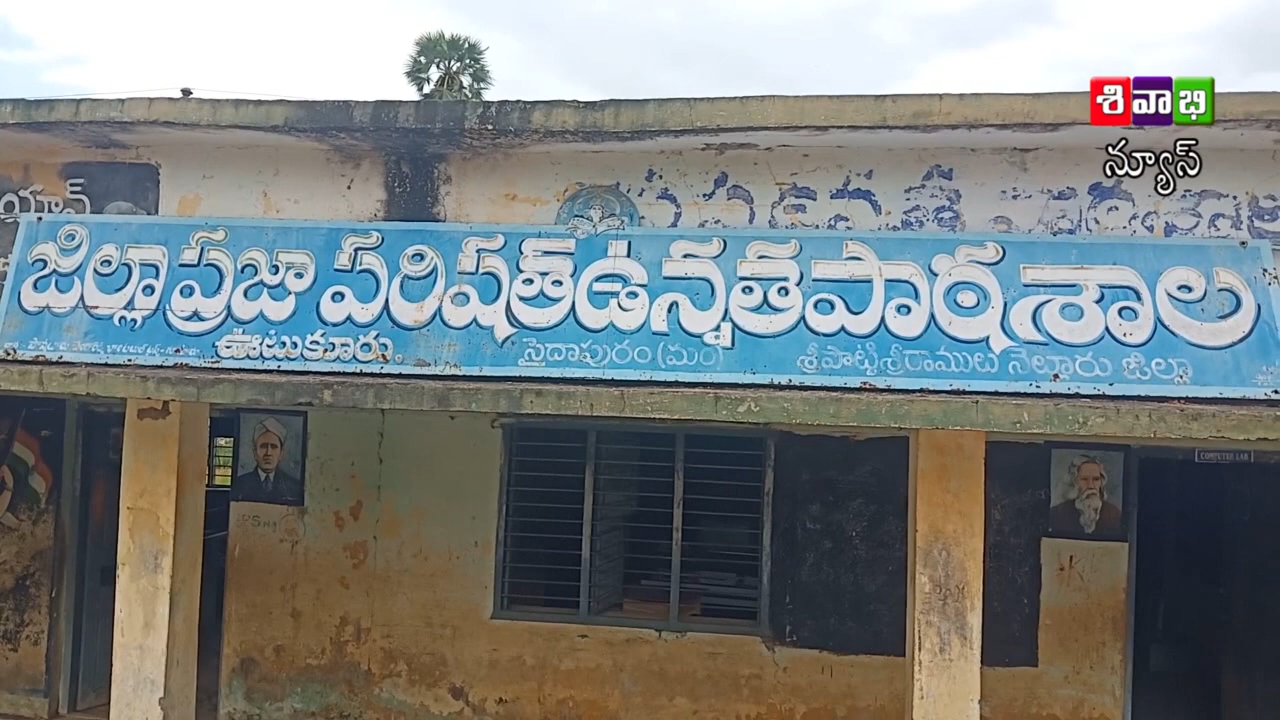 శివాభి
న్యూస్
జిల్లా ప్రజా పరిషత్ ఉన్నత పాఠశాల
ఊటుకూరు.
సైదాపురం (మం)
శ్రీ పొట్టి శ్రీరాములు నెల్లూరు జిల్లా
COMPUTER LAB